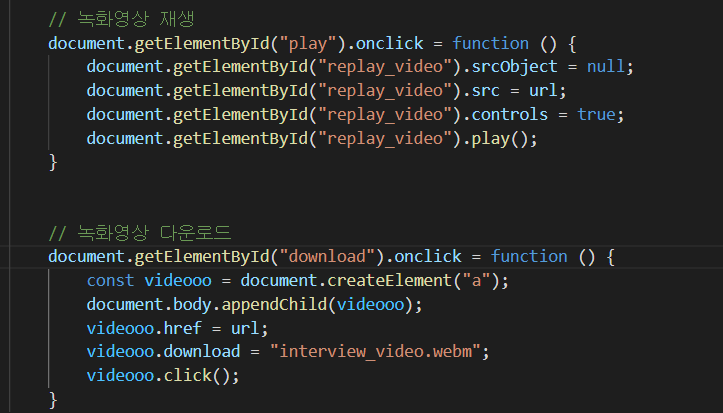 // 녹화영상 재생
document.getElementById("play").onclick = function () {
document.getElementById("replay_video").srcObject = null;
document.getElementById("replay_video").src = url;
document.getElementById("replay_video").controls = true;
document.getElementById("replay_video").play();
}
// 녹화영상 다운로드
document.getElementById("download").onclick = function () {
const videooo = document.createElement("a");
document.body.appendChild(videooo);
videooo.href = url;
videooo.download = "interview_video.webm";
videooo.click();
}